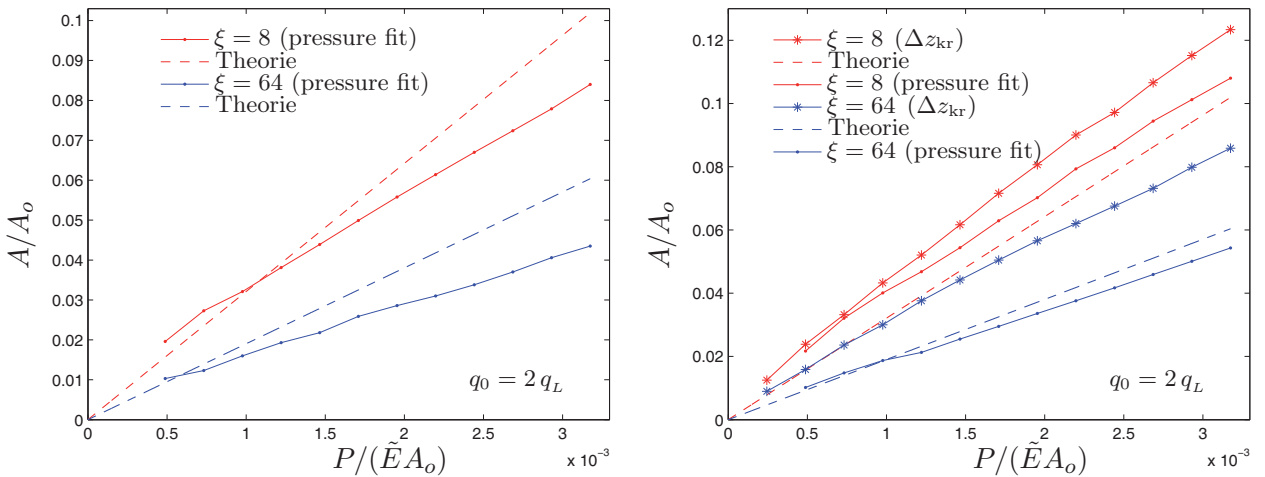 0.1
0.09
0.08
0.07
0.06
0.05
0.04
0.03
0.02
0.01
0
A/A_o
ξ = 8 (pressure fit)
Theorie
ξ = 64 (pressure fit)
Theorie
q_0 = 2 q_L
0 0.5 1 1.5 2 2.5 3
P/(ẼA_o)
x 10⁻³
0.12
0.1
0.08
0.06
0.04
0.02
0
A/A_o
ξ = 8 (Δz_kr)
Theorie
ξ = 8 (pressure fit)
ξ = 64 (Δz_kr)
Theorie
ξ = 64 (pressure fit)
q_0 = 2 q_L
0 0.5 1 1.5 2 2.5 3
P/(ẼA_o)
x 10⁻³